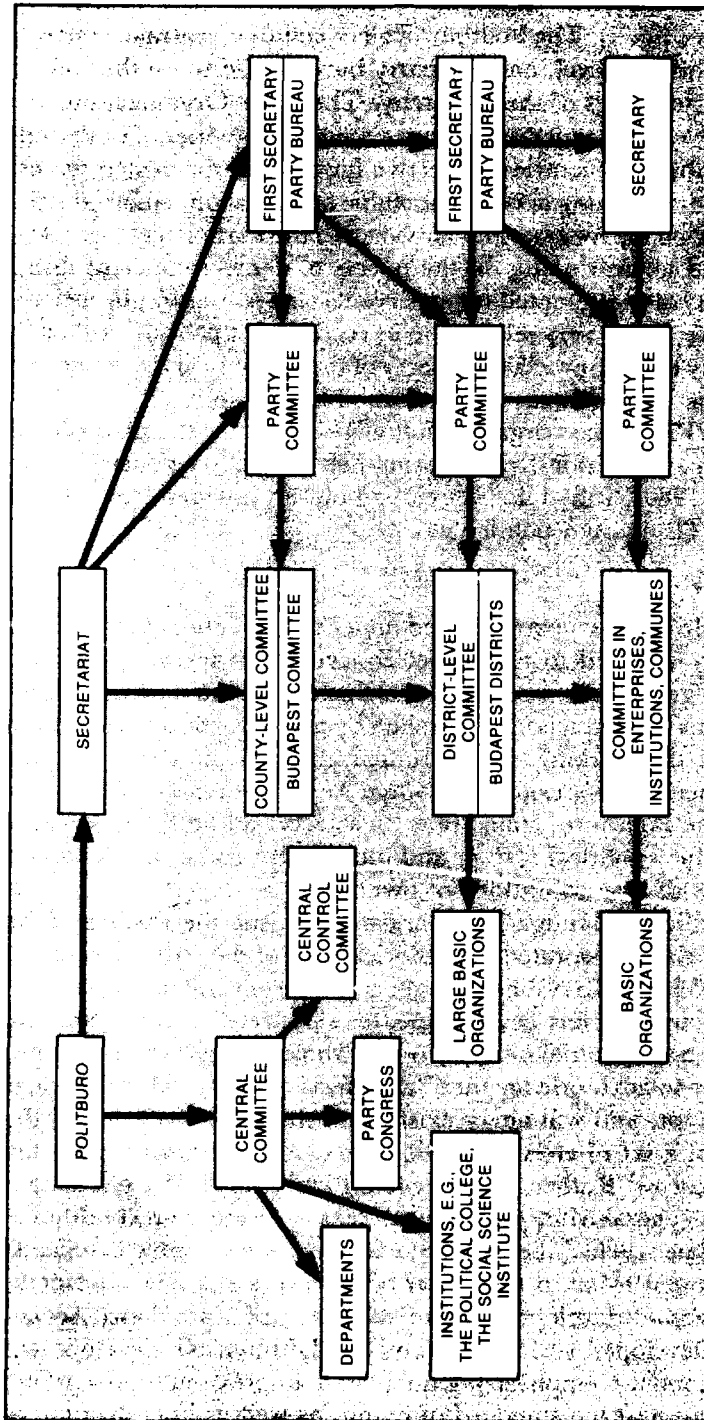 POLITBURO
SECRETARIAT
CENTRAL
COMMITTEE
DEPARTMENTS
INSTITUTIONS, E.G.,
THE POLITICAL COLLEGE,
THE SOCIAL SCIENCE
INSTITUTE
PARTY
CONGRESS
CENTRAL
CONTROL
COMMITTEE
COUNTY-LEVEL COMMITTEE
BUDAPEST COMMITTEE
PARTY
COMMITTEE
FIRST SECRETARY
PARTY BUREAU
LARGE BASIC
ORGANIZATIONS
DISTRICT-LEVEL
COMMITTEE
BUDAPEST DISTRICTS
PARTY
COMMITTEE
FIRST SECRETARY
PARTY BUREAU
BASIC
ORGANIZATIONS
COMMITTEES IN
ENTERPRISES,
INSTITUTIONS, COMMUNES
PARTY
COMMITTEE
SECRETARY